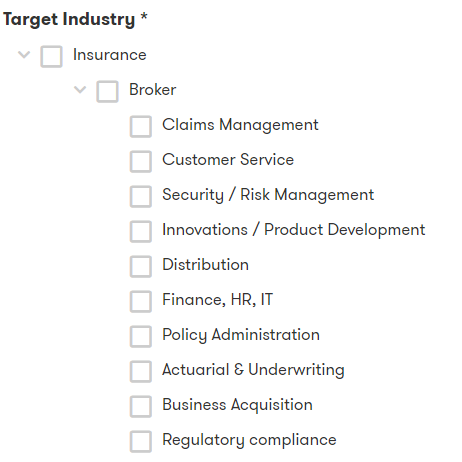 Target Industry *
Insurance
Broker
Claims Management
Customer Service
Security / Risk Management
Innovations / Product Development
Distribution
Finance, HR, IT
Policy Administration
Actuarial & Underwriting
Business Acquisition
Regulatory compliance